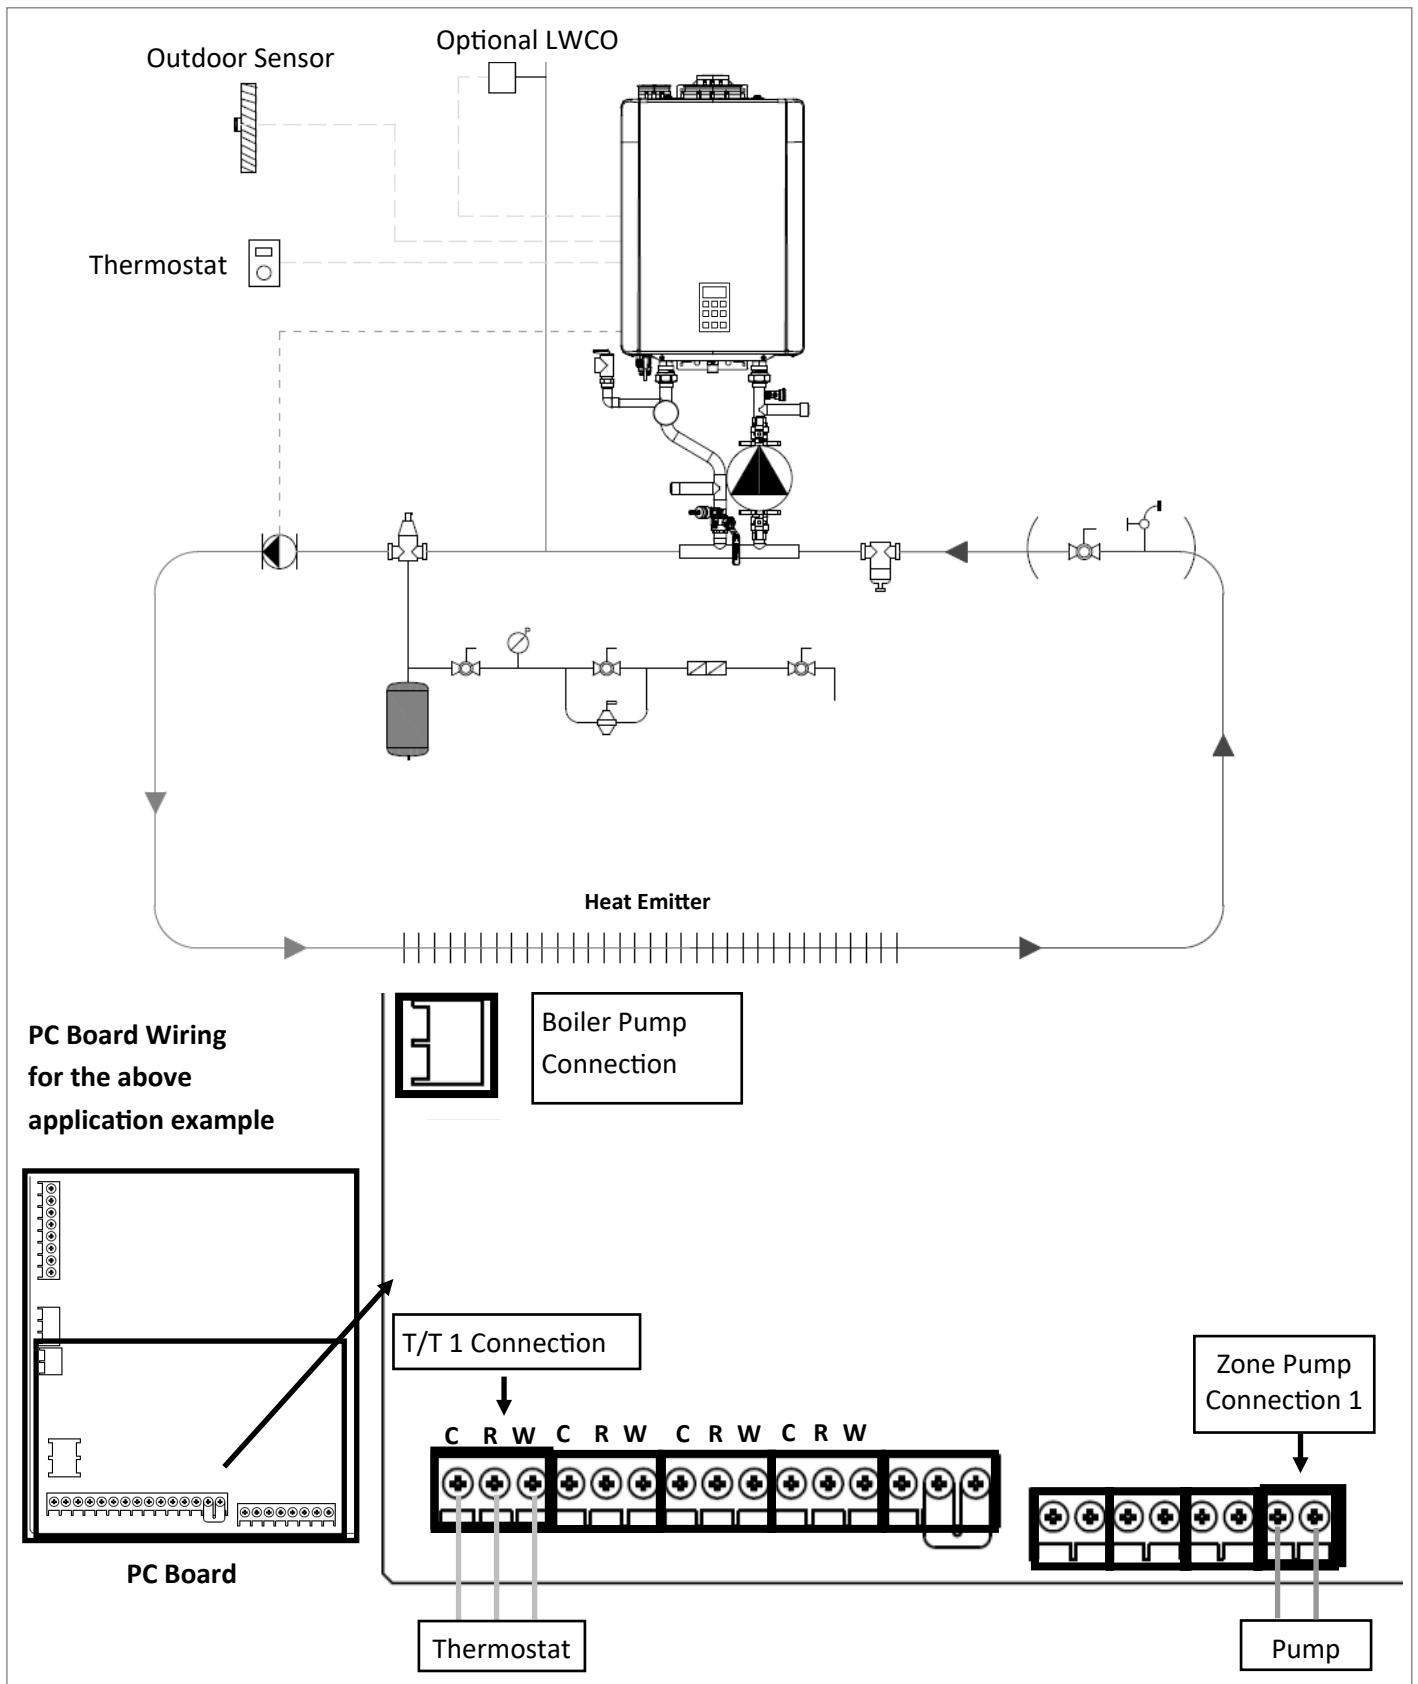 Optional LWCO
Outdoor Sensor
Thermostat
Heat Emitter
PC Board Wiring
for the above
application example
Boiler Pump
Connection
T/T 1 Connection
Zone Pump
Connection 1
C R W C R W C R W C R W
PC Board
Thermostat
Pump